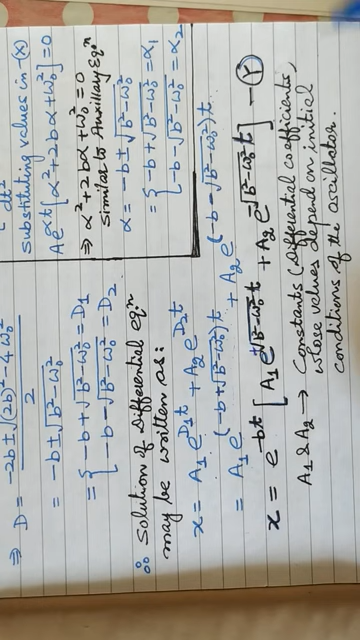 ⇒ D = -2b ± √(2b)² - 4ω₀² / 2
= -b ± √b² - ω₀²
= { -b + √b² - ω₀² = D₁
-b - √b² - ω₀² = D₂
dt²
Substituting values in -(X)
Ae^αt [α² + 2bα + ω₀²] = 0
⇒ α² + 2bα + ω₀² = 0
Similar to Auxillary Eqⁿ
α = -b ± √b² - ω₀²
= { -b + √b² - ω₀² = α₁
-b - √b² - ω₀² = α₂
∴ Solution of Differential eqⁿ
may be written as:
x = A₁e^D₁t + A₂e^D₂t
= A₁e^(-b + √b² - ω₀²)t + A₂e^(-b - √b² - ω₀²)t
x = e^-bt [A₁e^+√b² - ω₀² t + A₂e^-√b² - ω₀² t] - (Y)
A₁ & A₂ → Constants (Differential coefficients,
whose values depend on initial
conditions of the oscillator.